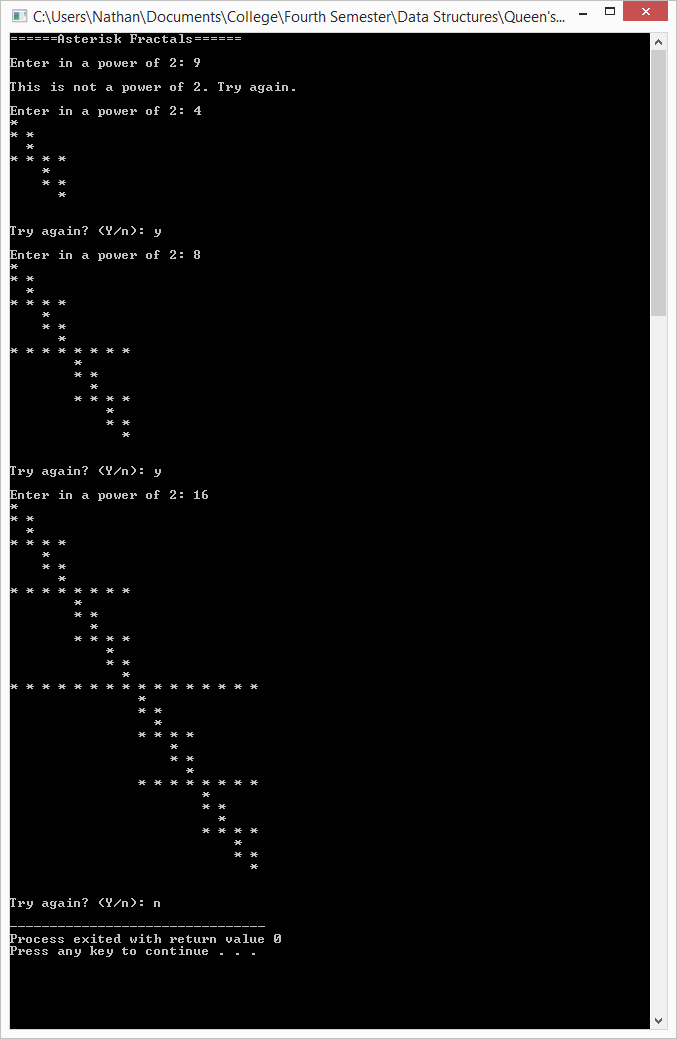 C:\Users\Nathan\Documents\College\Fourth Semester\Data Structures\Queen's...
======Asterisk Fractals======
Enter in a power of 2: 9
This is not a power of 2. Try again.
Enter in a power of 2: 4
*
* *
  *
* * * *
    *
    * *
      *
Try again? (Y/n): y
Enter in a power of 2: 8
*
* *
  *
* * * *
    *
    * *
      *
* * * * * * * *
        *
        * *
          *
        * * * *
            *
            * *
              *
Try again? (Y/n): y
Enter in a power of 2: 16
*
* *
  *
* * * *
    *
    * *
      *
* * * * * * * *
        *
        * *
          *
        * * * *
            *
            * *
              *
* * * * * * * * * * * * * * * *
                *
                * *
                  *
                * * * *
                    *
                    * *
                      *
                * * * * * * * *
                        *
                        * *
                          *
                        * * * *
                            *
                            * *
                              *
Try again? (Y/n): n
--------------------------------
Process exited with return value 0
Press any key to continue . . .